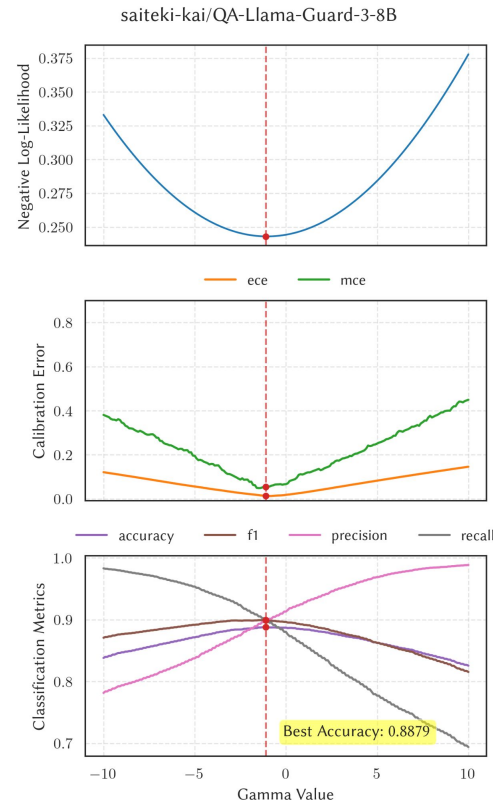 saiteki-kai/QA-Llama-Guard-3-8B
Negative Log-Likelihood
0.375
0.350
0.325
0.300
0.275
0.250
ece mce
Calibration Error
0.8
0.6
0.4
0.2
0.0
accuracy f1 precision recall
Classification Metrics
1.0
0.9
0.8
0.7
Best Accuracy: 0.8879
−10 −5 0 5 10
Gamma Value